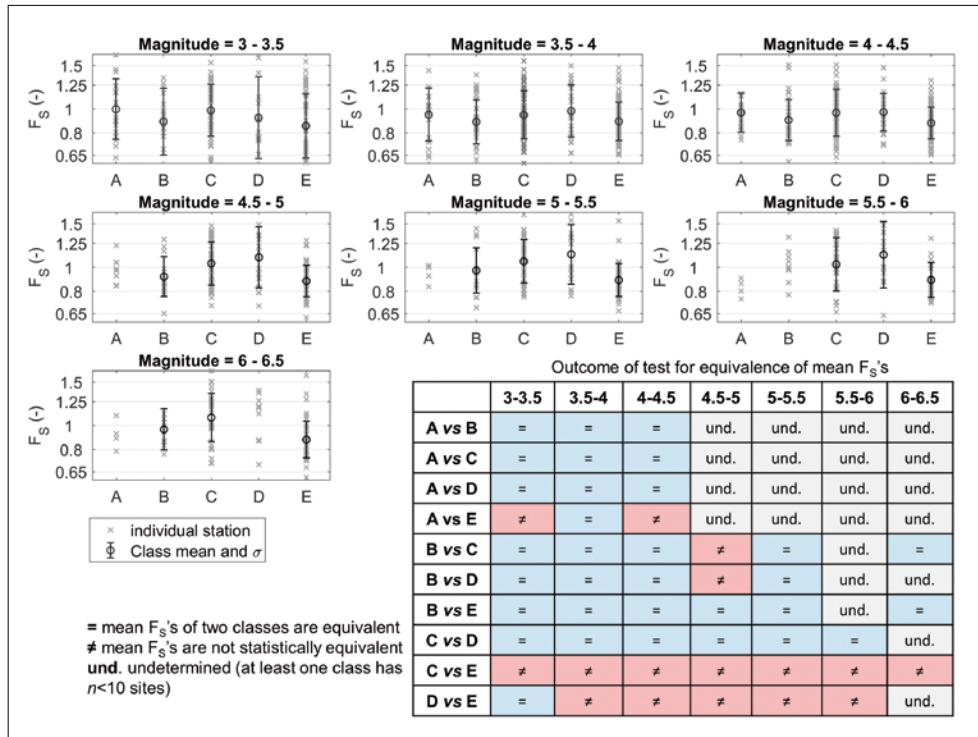 Magnitude = 3 - 3.5
F_S (-)
1.5
1.25
1
0.8
0.65
A B C D E
Magnitude = 3.5 - 4
F_S (-)
1.5
1.25
1
0.8
0.65
A B C D E
Magnitude = 4 - 4.5
F_S (-)
1.5
1.25
1
0.8
0.65
A B C D E
Magnitude = 4.5 - 5
F_S (-)
1.5
1.25
1
0.8
0.65
A B C D E
Magnitude = 5 - 5.5
F_S (-)
1.5
1.25
1
0.8
0.65
A B C D E
Magnitude = 5.5 - 6
F_S (-)
1.5
1.25
1
0.8
0.65
A B C D E
Magnitude = 6 - 6.5
F_S (-)
1.5
1.25
1
0.8
0.65
A B C D E
individual station
Class mean and σ
= mean F_S's of two classes are equivalent
≠ mean F_S's are not statistically equivalent
und. undetermined (at least one class has
n<10 sites)
Outcome of test for equivalence of mean F_S's
3-3.5 3.5-4 4-4.5 4.5-5 5-5.5 5.5-6 6-6.5
A vs B = = = und. und. und. und.
A vs C = = = und. und. und. und.
A vs D = = = und. und. und. und.
A vs E ≠ = ≠ und. und. und. und.
B vs C = = = ≠ = und. =
B vs D = = = ≠ = und. und.
B vs E = = = = = und. =
C vs D = = = = = = und.
C vs E ≠ ≠ ≠ ≠ ≠ ≠ ≠
D vs E = ≠ ≠ ≠ ≠ ≠ und.